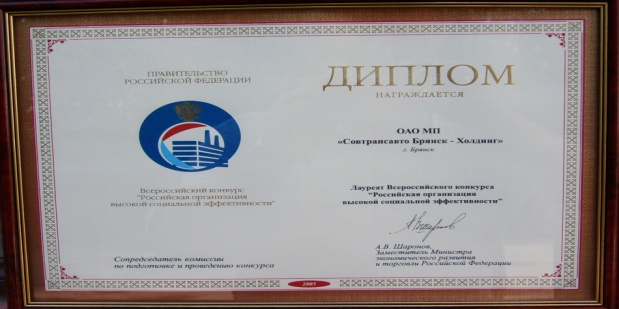 ПРАВИТЕЛЬСТВО
РОССИЙСКОЙ ФЕДЕРАЦИИ
Всероссийский конкурс
"Российская организация
высокой социальной эффективности"
Сопредседатель комиссии
по подготовке и проведению конкурса
ДИПЛОМ
НАГРАЖДАЕТСЯ
ОАО МП
«Совтрансавто Брянск - Холдинг»
г. Брянск
Лауреат Всероссийского конкурса
"Российская организация
высокой социальной эффективности"
А.В. Шаронов,
Заместитель Министра
экономического развития
и торговли Российской Федерации
2007